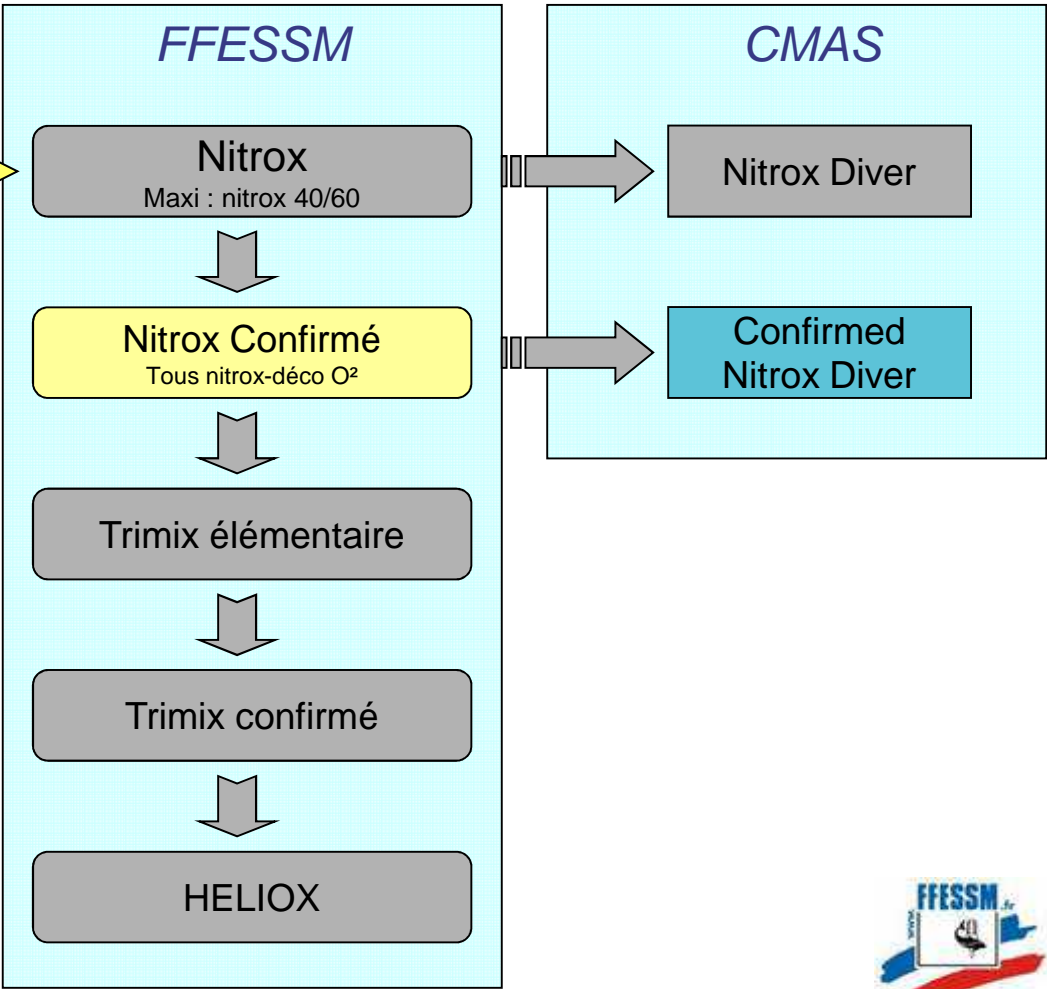 FFESSM
CMAS
Nitrox
Maxi : nitrox 40/60
Nitrox Diver
Nitrox Confirmé
Tous nitrox-déco O²
Confirmed
Nitrox Diver
Trimix élémentaire
Trimix confirmé
HELIOX
FFESSM.fr